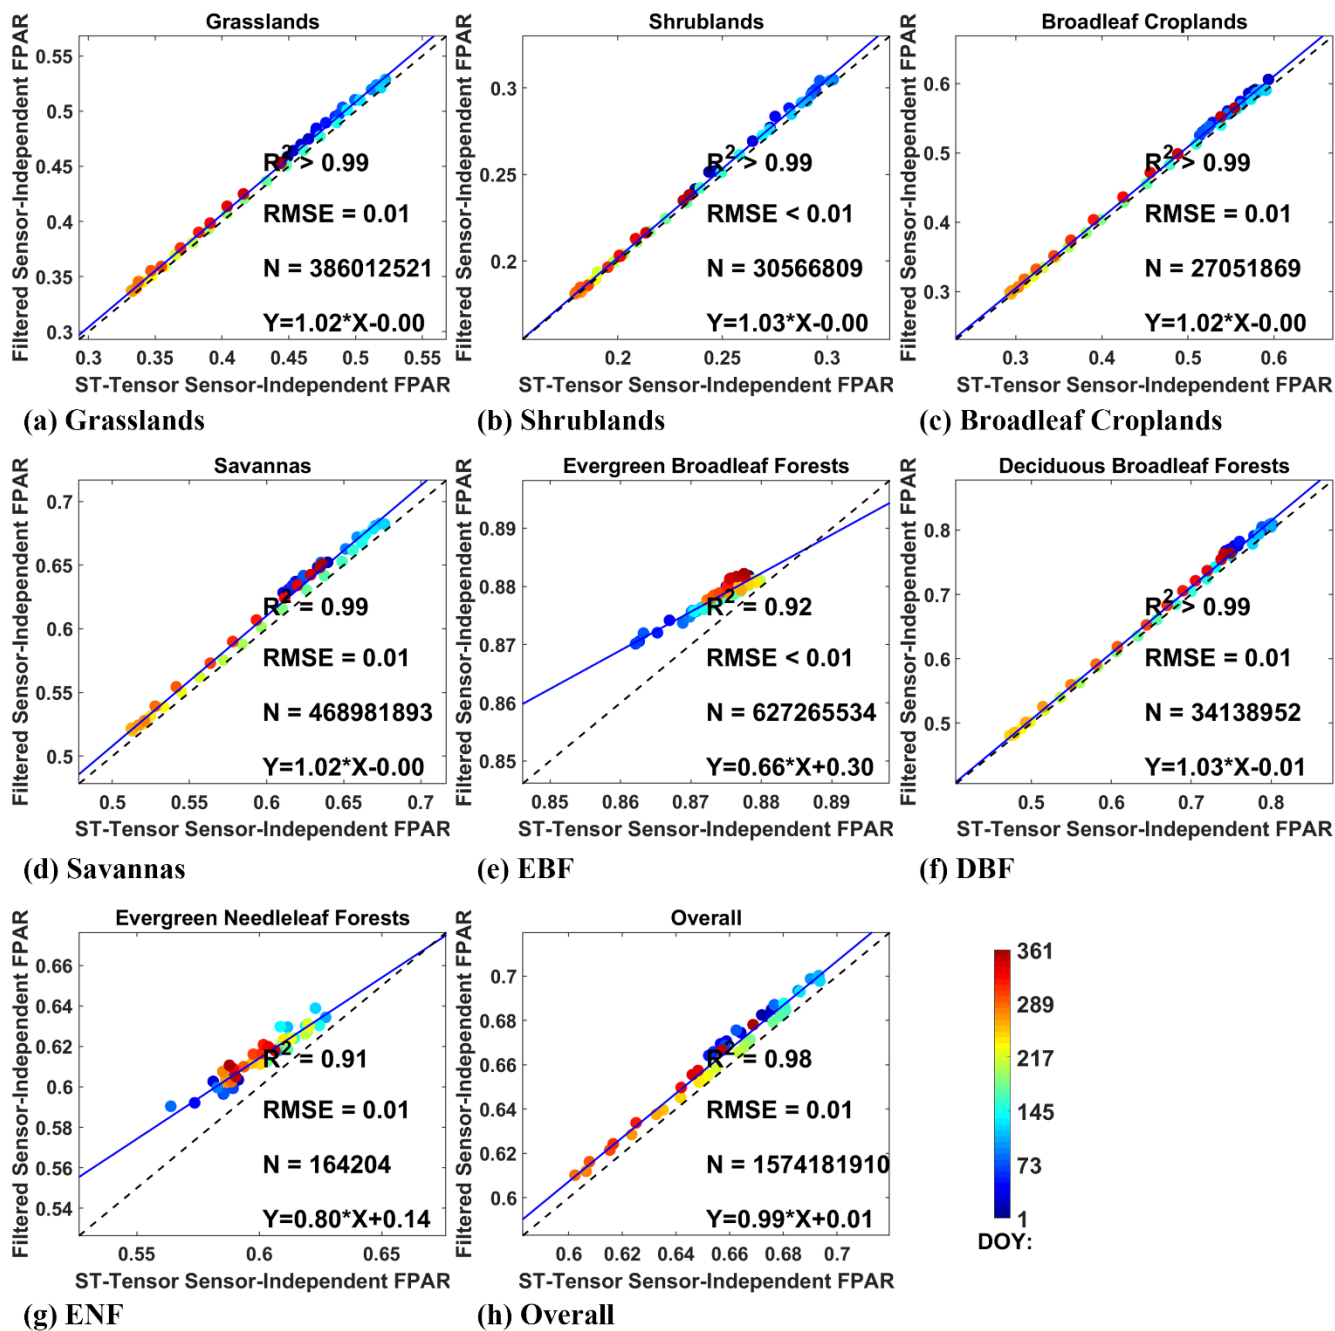 Grasslands
Filtered Sensor-Independent FPAR
0.55
0.5
0.45
0.4
0.35
0.3
R² > 0.99
RMSE = 0.01
N = 386012521
Y=1.02*X-0.00
0.3 0.35 0.4 0.45 0.5 0.55
ST-Tensor Sensor-Independent FPAR
(a) Grasslands
Shrublands
Filtered Sensor-Independent FPAR
0.3
0.25
0.2
R² > 0.99
RMSE < 0.01
N = 30566809
Y=1.03*X-0.00
0.2 0.25 0.3
ST-Tensor Sensor-Independent FPAR
(b) Shrublands
Broadleaf Croplands
Filtered Sensor-Independent FPAR
0.6
0.5
0.4
0.3
R² > 0.99
RMSE = 0.01
N = 27051869
Y=1.02*X-0.00
0.3 0.4 0.5 0.6
ST-Tensor Sensor-Independent FPAR
(c) Broadleaf Croplands
Savannas
Filtered Sensor-Independent FPAR
0.7
0.65
0.6
0.55
0.5
R² = 0.99
RMSE = 0.01
N = 468981893
Y=1.02*X-0.00
0.5 0.55 0.6 0.65 0.7
ST-Tensor Sensor-Independent FPAR
(d) Savannas
Evergreen Broadleaf Forests
Filtered Sensor-Independent FPAR
0.89
0.88
0.87
0.86
0.85
R² = 0.92
RMSE < 0.01
N = 627265534
Y=0.66*X+0.30
0.85 0.86 0.87 0.88 0.89
ST-Tensor Sensor-Independent FPAR
(e) EBF
Deciduous Broadleaf Forests
Filtered Sensor-Independent FPAR
0.8
0.7
0.6
0.5
R² > 0.99
RMSE = 0.01
N = 34138952
Y=1.03*X-0.01
0.5 0.6 0.7 0.8
ST-Tensor Sensor-Independent FPAR
(f) DBF
Evergreen Needleleaf Forests
Filtered Sensor-Independent FPAR
0.66
0.64
0.62
0.6
0.58
0.56
0.54
R² = 0.91
RMSE = 0.01
N = 164204
Y=0.80*X+0.14
0.55 0.6 0.65
ST-Tensor Sensor-Independent FPAR
(g) ENF
Overall
Filtered Sensor-Independent FPAR
0.7
0.68
0.66
0.64
0.62
0.6
R² = 0.98
RMSE = 0.01
N = 1574181910
Y=0.99*X+0.01
0.6 0.62 0.64 0.66 0.68 0.7
ST-Tensor Sensor-Independent FPAR
(h) Overall
361
289
217
145
73
1
DOY: